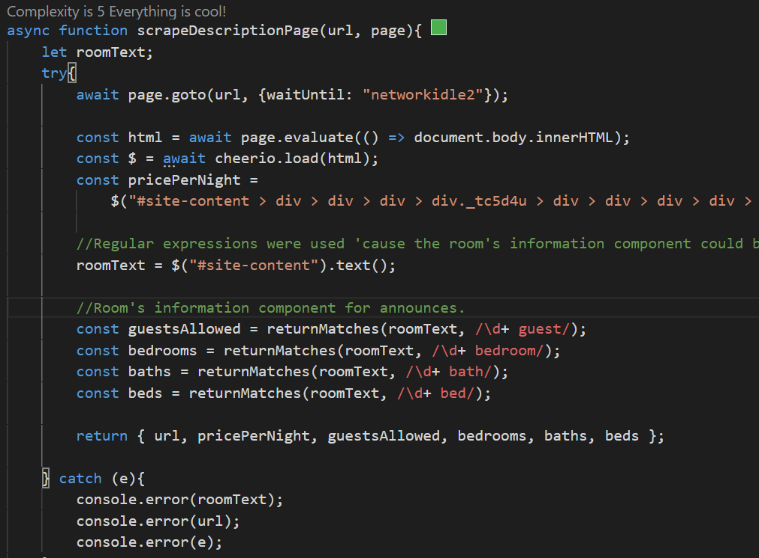 Complexity is 5 Everything is cool!
async function scrapeDescriptionPage(url, page){
let roomText;
try{
await page.goto(url, {waitUntil: "networkidle2"});
const html = await page.evaluate(() => document.body.innerHTML);
const $ = await cheerio.load(html);
const pricePerNight =
$("#site-content > div > div > div > div._tc5d4u > div > div > div > div >
//Regular expressions were used 'cause the room's information component could b
roomText = $("#site-content").text();
//Room's information component for announces.
const guestsAllowed = returnMatches(roomText, /\d+ guest/);
const bedrooms = returnMatches(roomText, /\d+ bedroom/);
const baths = returnMatches(roomText, /\d+ bath/);
const beds = returnMatches(roomText, /\d+ bed/);
return { url, pricePerNight, guestsAllowed, bedrooms, baths, beds };
} catch (e){
console.error(roomText);
console.error(url);
console.error(e);